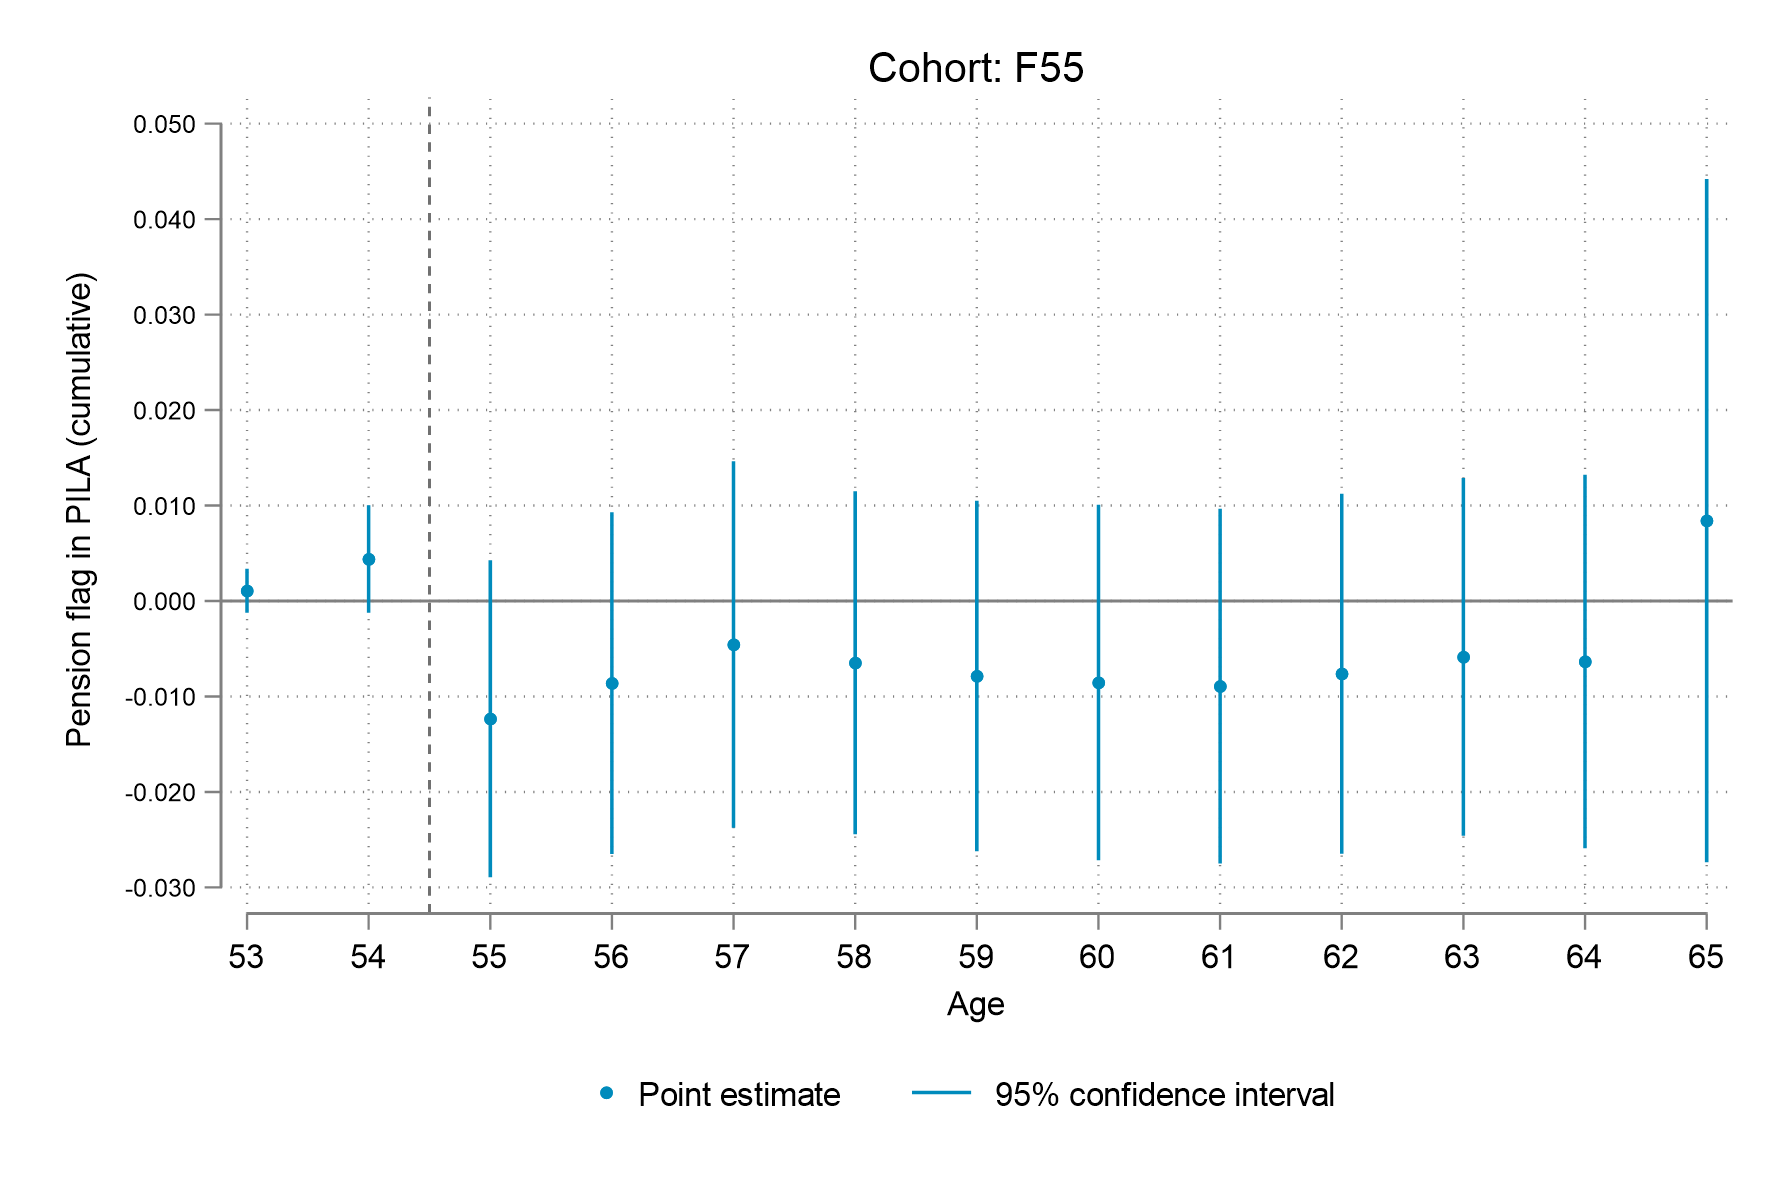 Cohort: F55
Pension flag in PILA (cumulative)
0.050
0.040
0.030
0.020
0.010
0.000
-0.010
-0.020
-0.030
53 54 55 56 57 58 59 60 61 62 63 64 65
Age
Point estimate 95% confidence interval